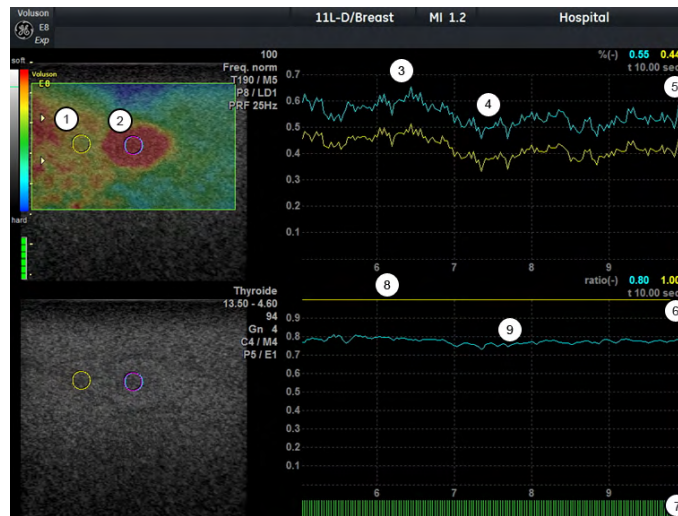 Voluson
E8
Exp
11L-D/Breast MI 1.2 Hospital
soft
Voluson
E8
hard
100
Freq. norm
T190 / M5
P8 / LD1
PRF 25Hz
1
2
%(-) 0.55 0.44
t 10.00 sec
3
4
5
0.7
0.6
0.5
0.4
0.3
0.2
0.1
6 7 8 9
Thyroide
13.50 - 4.60
94
Gn 4
C4 / M4
P5 / E1
ratio(-) 0.80 1.00
t 10.00 sec
8
6
9
0.9
0.8
0.7
0.6
0.5
0.4
0.3
0.2
0.1
6 7 8 9
7